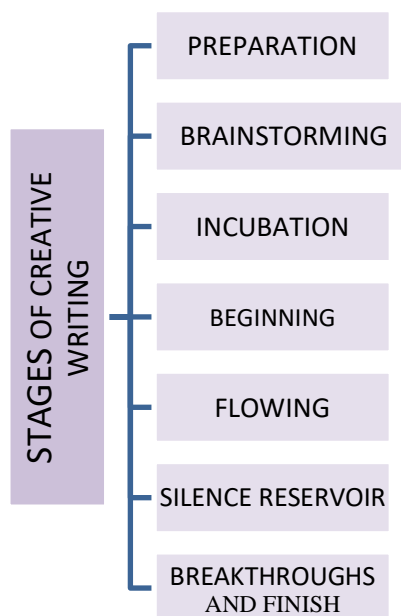 STAGES OF CREATIVE
WRITING
PREPARATION
BRAINSTORMING
INCUBATION
BEGINNING
FLOWING
SILENCE RESERVOIR
BREAKTHROUGHS
AND FINISH